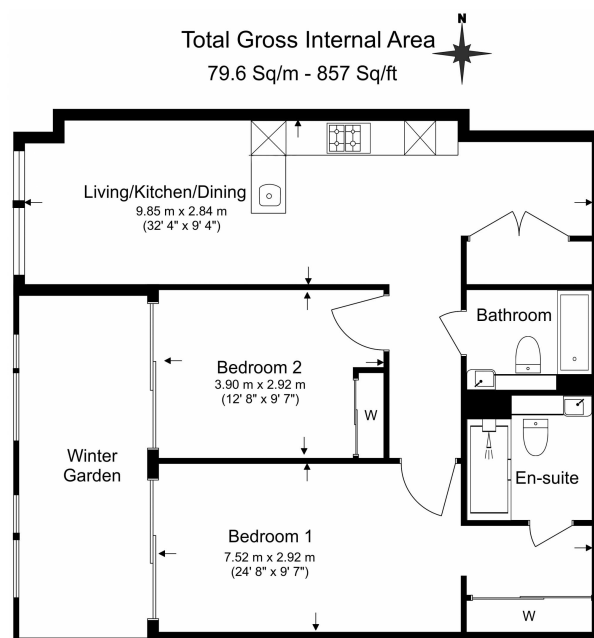 N
Total Gross Internal Area
79.6 Sq/m - 857 Sq/ft
Living/Kitchen/Dining
9.85 m x 2.84 m
(32' 4" x 9' 4")
Bathroom
Bedroom 2
3.90 m x 2.92 m
(12' 8" x 9' 7")
W
Winter
Garden
En-suite
Bedroom 1
7.52 m x 2.92 m
(24' 8" x 9' 7")
W